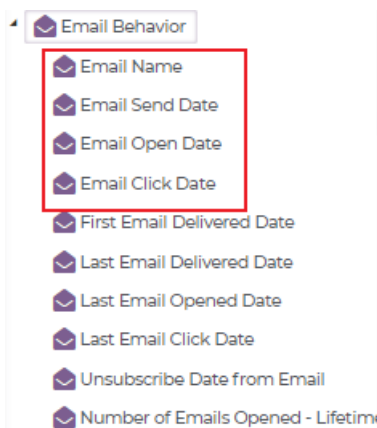 Email Behavior
Email Name
Email Send Date
Email Open Date
Email Click Date
First Email Delivered Date
Last Email Delivered Date
Last Email Opened Date
Last Email Click Date
Unsubscribe Date from Email
Number of Emails Opened - Lifetime